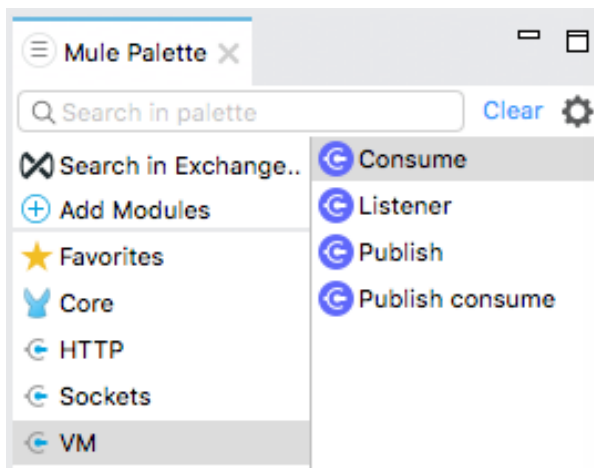 Mule Palette
Search in palette
Clear
Search in Exchange..
Add Modules
Favorites
Core
HTTP
Sockets
VM
Consume
Listener
Publish
Publish consume